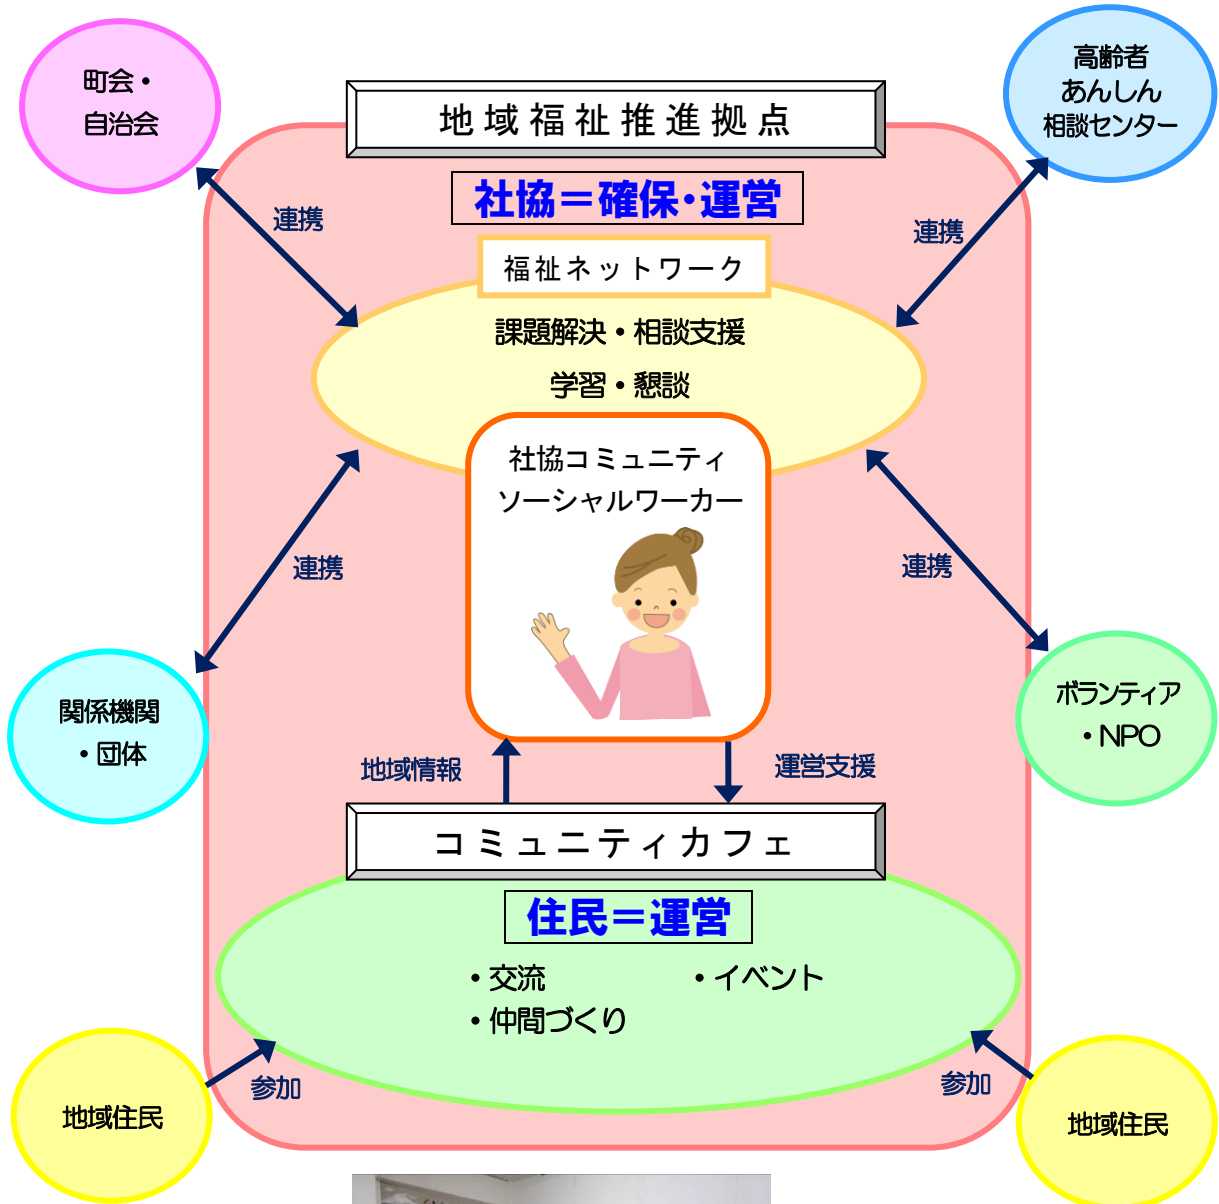 町会・
自治会
高齢者
あんしん
相談センター
地域福祉推進拠点
社協＝確保・運営
連携
連携
福祉ネットワーク
課題解決・相談支援
学習・懇談
社協コミュニティ
ソーシャルワーカー
連携
連携
関係機関
・団体
ボランティア
・NPO
地域情報
運営支援
コミュニティカフェ
住民＝運営
・交流
・イベント
・仲間づくり
参加
参加
地域住民
地域住民